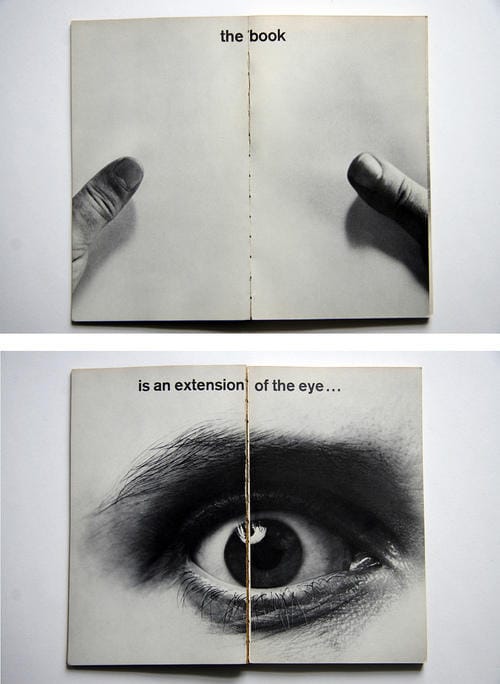 the book
is an extension of the eye...